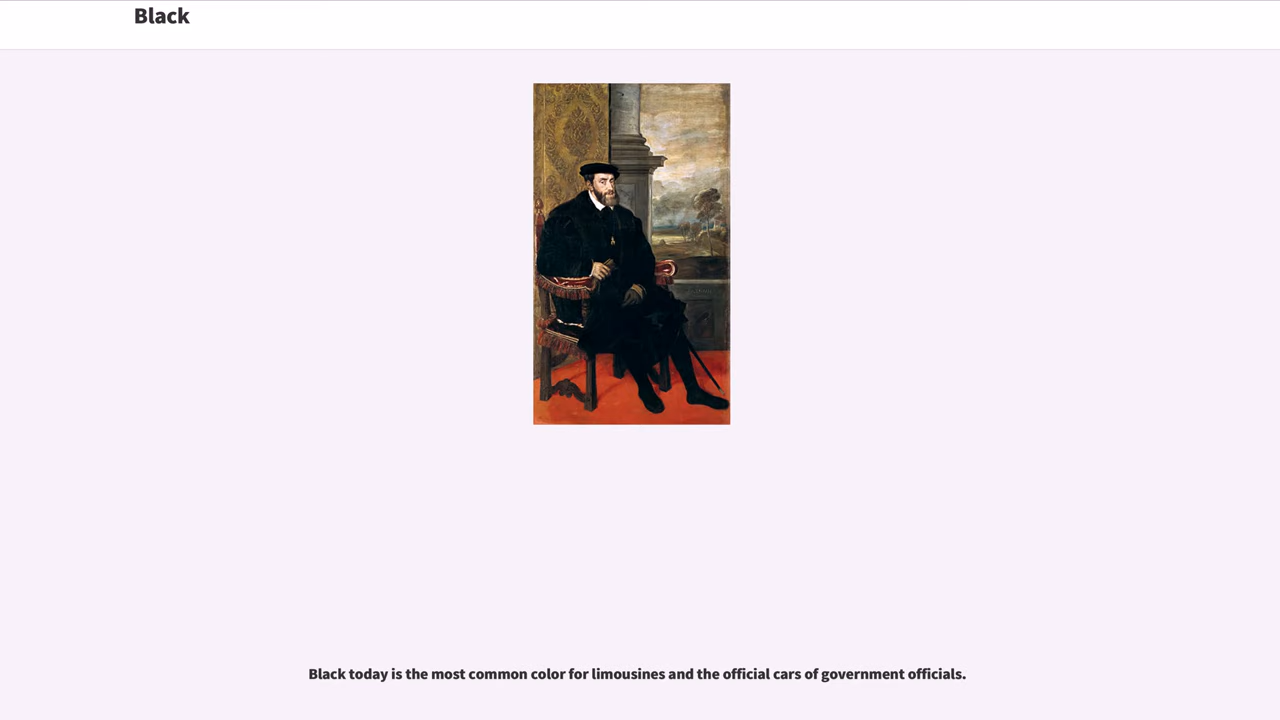 Black
Black today is the most common color for limousines and the official cars of government officials.